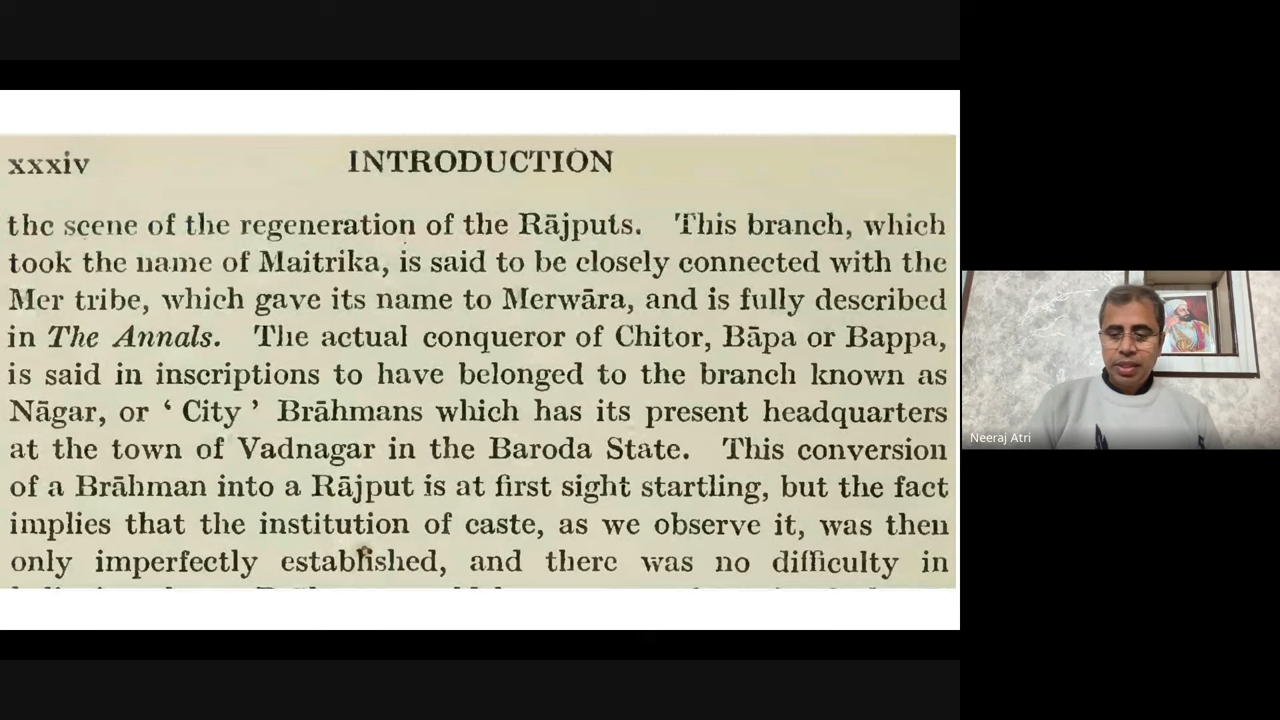 xxxiv
INTRODUCTION
the scene of the regeneration of the Rājputs. This branch, which
took the name of Maitrika, is said to be closely connected with the
Mer tribe, which gave its name to Merwāra, and is fully described
in The Annals. The actual conqueror of Chitor, Bāpa or Bappa,
is said in inscriptions to have belonged to the branch known as
Nāgar, or ‘ City ’ Brāhmans which has its present headquarters
at the town of Vadnagar in the Baroda State. This conversion
of a Brāhman into a Rājput is at first sight startling, but the fact
implies that the institution of caste, as we observe it, was then
only imperfectly established, and there was no difficulty in
Neeraj Atri